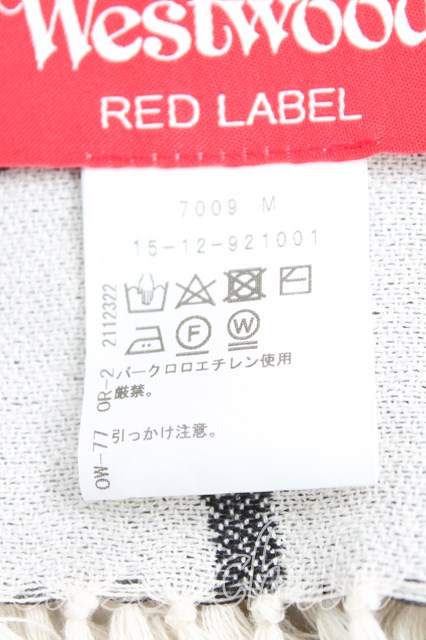 Westwood
RED LABEL
7009 M
15-12-921001
F
W
パークロロエチレン使用
厳禁。
引っかけ注意。
OW-77 OR-2 2112322